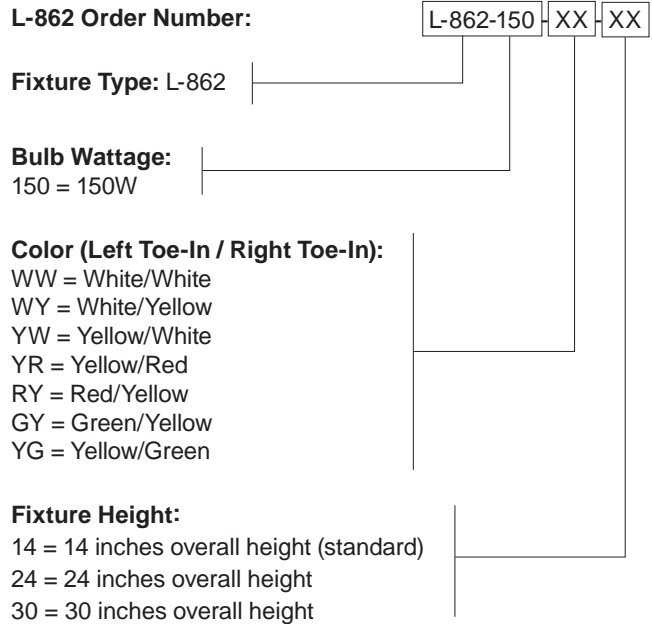 L-862 Order Number: L-862-150-XX-XX
Fixture Type: L-862
Bulb Wattage:
150 = 150W
Color (Left Toe-In / Right Toe-In):
WW = White/White
WY = White/Yellow
YW = Yellow/White
YR = Yellow/Red
RY = Red/Yellow
GY = Green/Yellow
YG = Yellow/Green
Fixture Height:
14 = 14 inches overall height (standard)
24 = 24 inches overall height
30 = 30 inches overall height